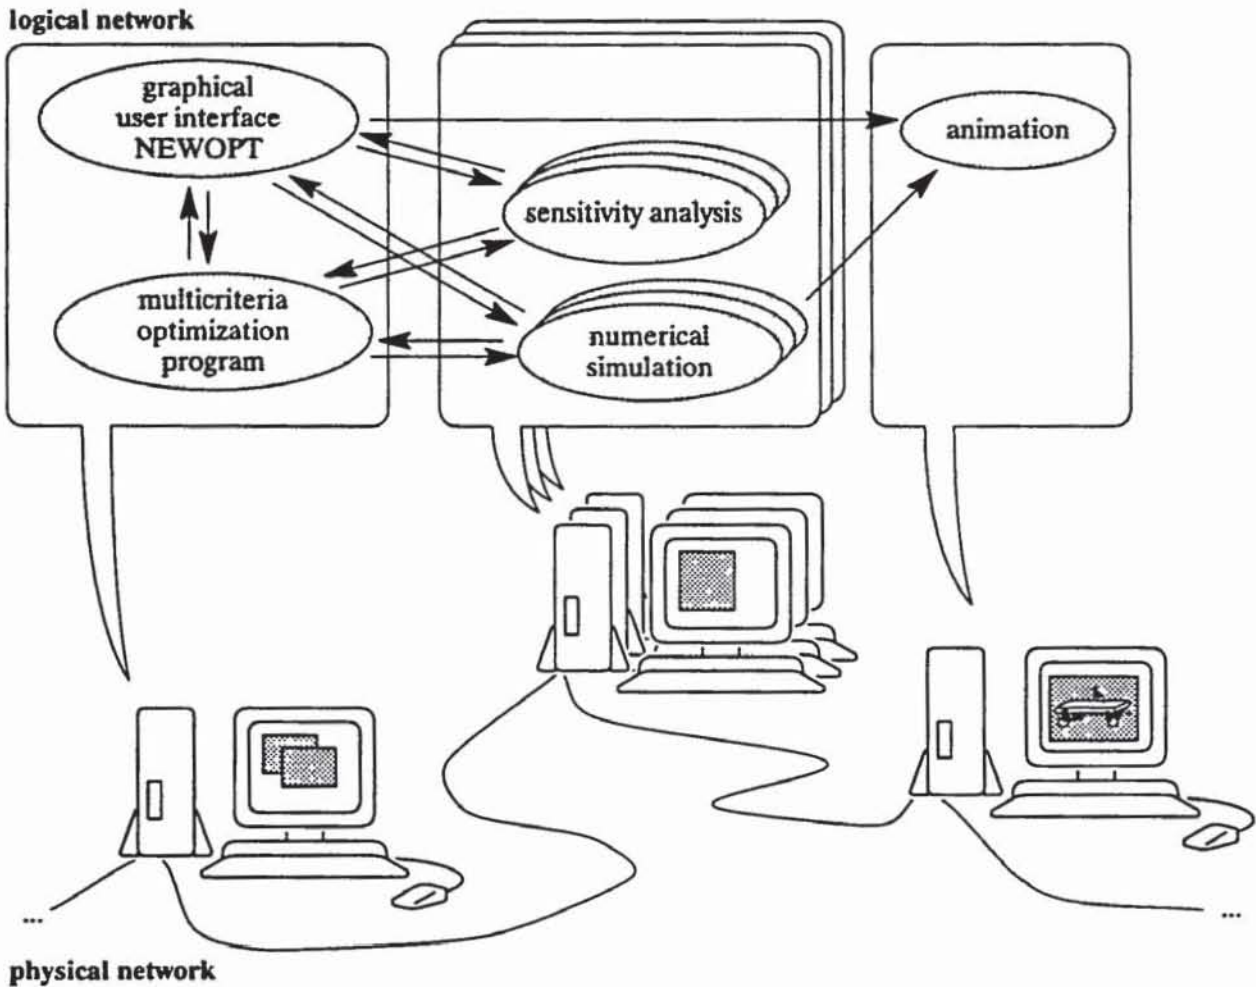 logical network
graphical
user interface
NEWOPT
animation
sensitivity analysis
multicriteria
optimization
program
numerical
simulation
...
...
physical network